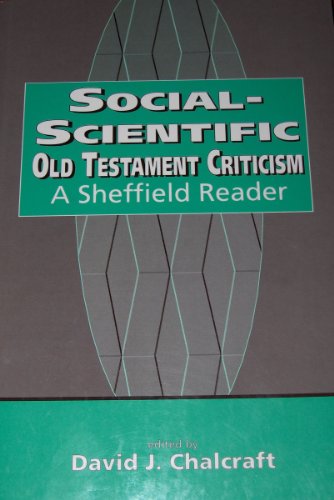 SOCIAL-
SCIENTIFIC
OLD TESTAMENT CRITICISM
A Sheffield Reader
edited by
David J. Chalcraft